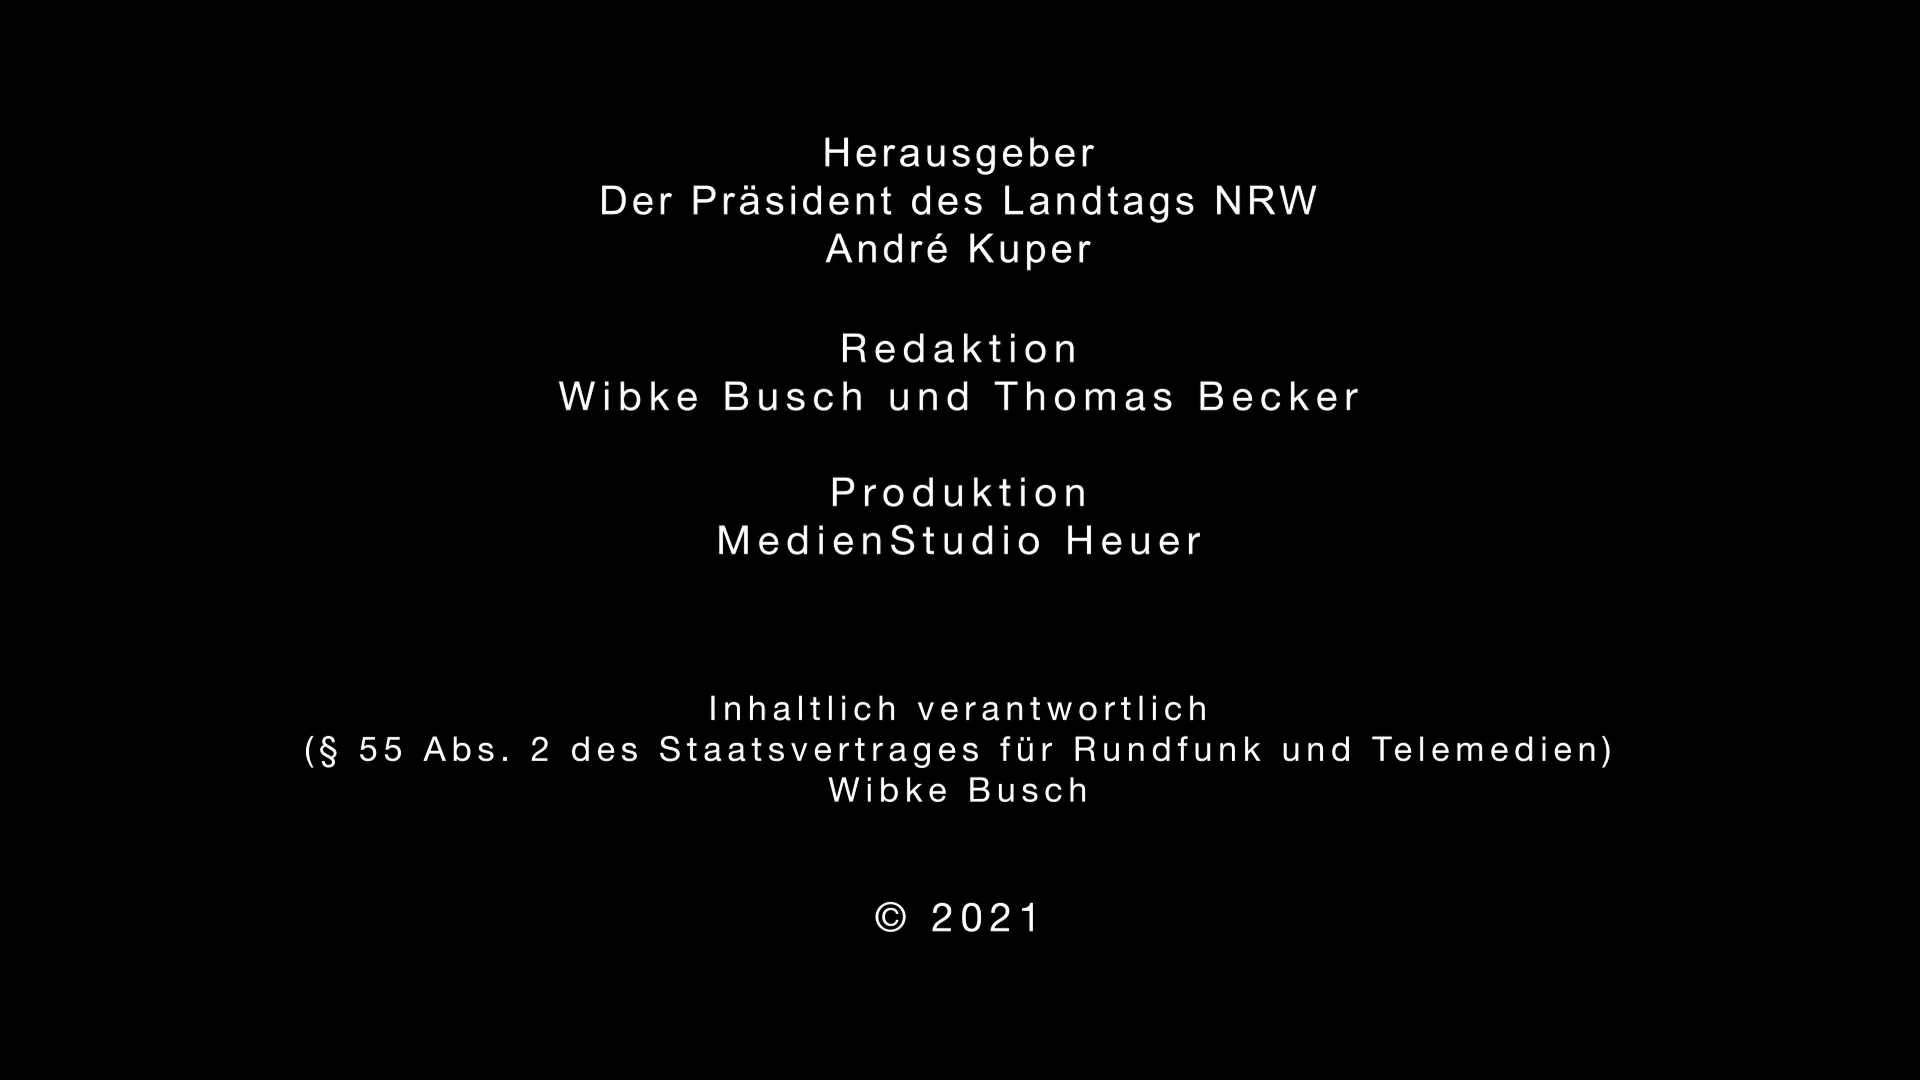 Herausgeber
Der Präsident des Landtags NRW
André Kuper
Redaktion
Wibke Busch und Thomas Becker
Produktion
MedienStudio Heuer
Inhaltlich verantwortlich
(§ 55 Abs. 2 des Staatsvertrages für Rundfunk und Telemedien)
Wibke Busch
© 2021